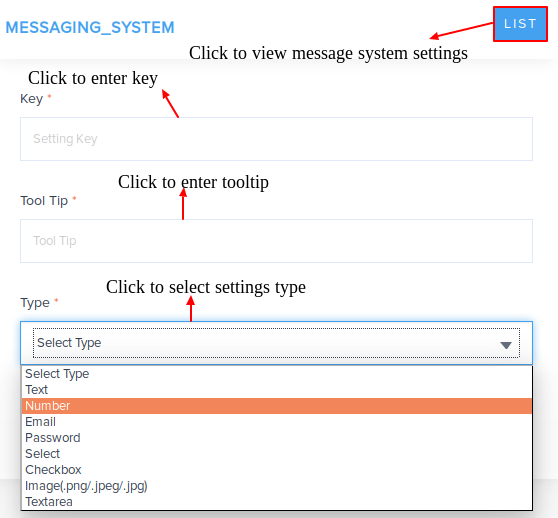 MESSAGING_SYSTEM
LIST
Click to view message system settings
Click to enter key
Key *
Setting Key
Click to enter tooltip
Tool Tip *
Tool Tip
Click to select settings type
Type *
Select Type
Select Type
Text
Number
Email
Password
Select
Checkbox
Image(.png/.jpeg/.jpg)
Textarea